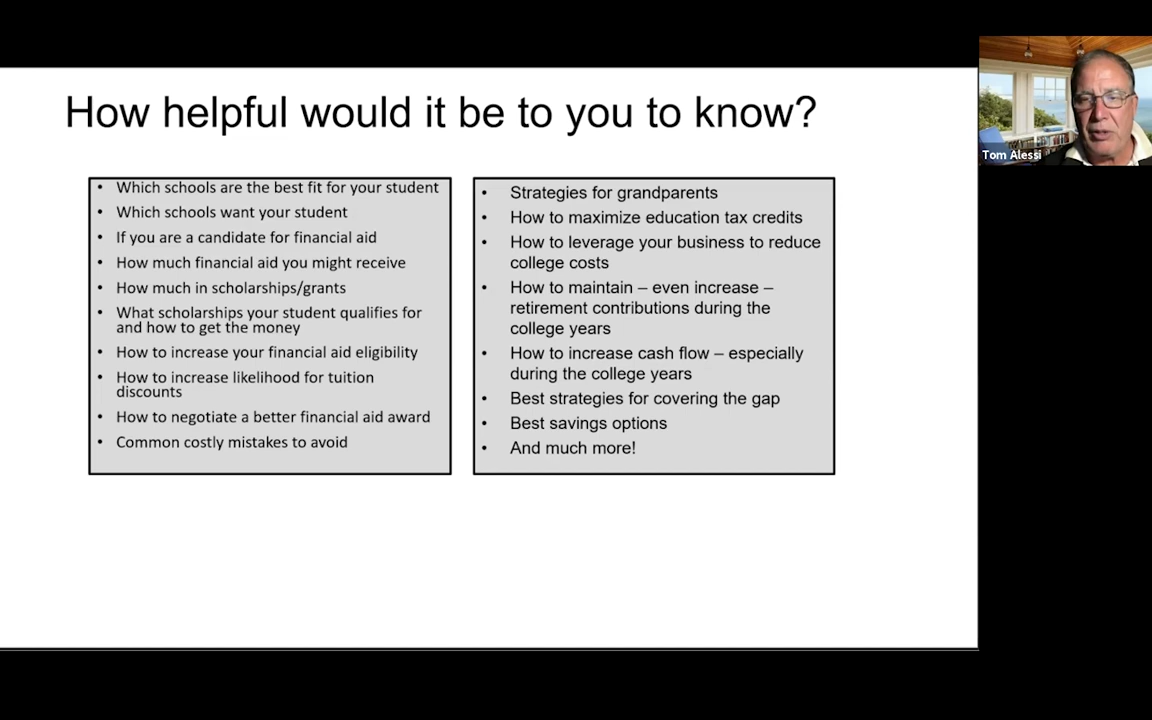 How helpful would it be to you to know?
• Which schools are the best fit for your student
• Which schools want your student
• If you are a candidate for financial aid
• How much financial aid you might receive
• How much in scholarships/grants
• What scholarships your student qualifies for
and how to get the money
• How to increase your financial aid eligibility
• How to increase likelihood for tuition
discounts
• How to negotiate a better financial aid award
• Common costly mistakes to avoid
• Strategies for grandparents
• How to maximize education tax credits
• How to leverage your business to reduce
college costs
• How to maintain – even increase –
retirement contributions during the
college years
• How to increase cash flow – especially
during the college years
• Best strategies for covering the gap
• Best savings options
• And much more!
Tom Alessi